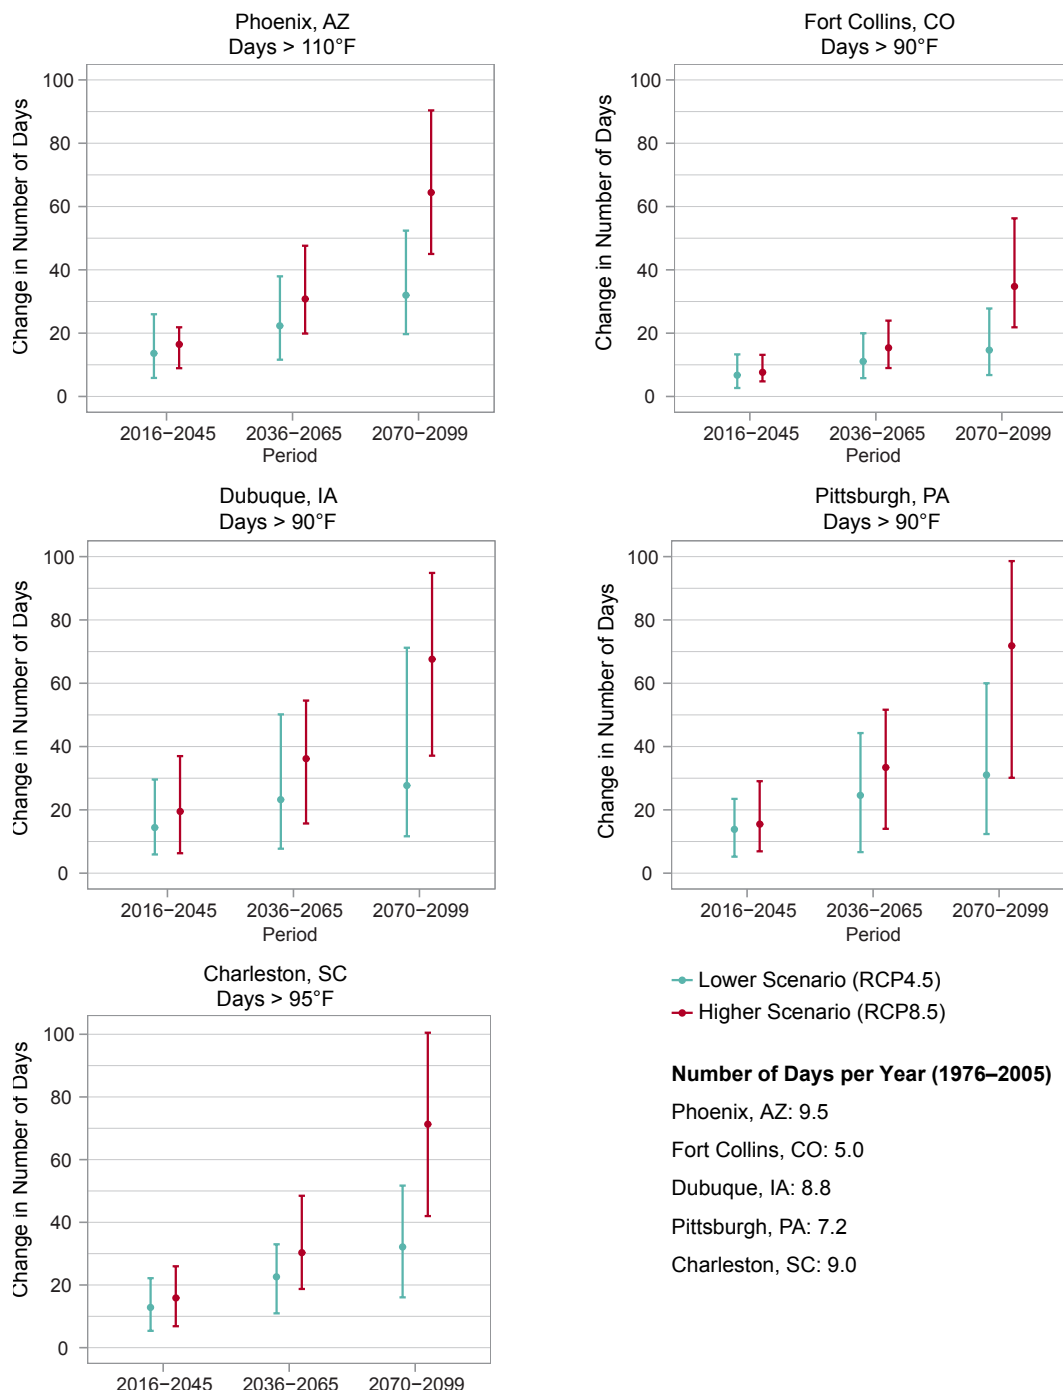 Phoenix, AZ
Days > 110°F
Change in Number of Days
100
80
60
40
20
0
2016–2045 2036–2065 2070–2099
Period
Fort Collins, CO
Days > 90°F
Change in Number of Days
100
80
60
40
20
0
2016–2045 2036–2065 2070–2099
Period
Dubuque, IA
Days > 90°F
Change in Number of Days
100
80
60
40
20
0
2016–2045 2036–2065 2070–2099
Period
Pittsburgh, PA
Days > 90°F
Change in Number of Days
100
80
60
40
20
0
2016–2045 2036–2065 2070–2099
Period
Charleston, SC
Days > 95°F
Change in Number of Days
100
80
60
40
20
0
2016–2045 2036–2065 2070–2099
Lower Scenario (RCP4.5)
Higher Scenario (RCP8.5)
Number of Days per Year (1976–2005)
Phoenix, AZ: 9.5
Fort Collins, CO: 5.0
Dubuque, IA: 8.8
Pittsburgh, PA: 7.2
Charleston, SC: 9.0